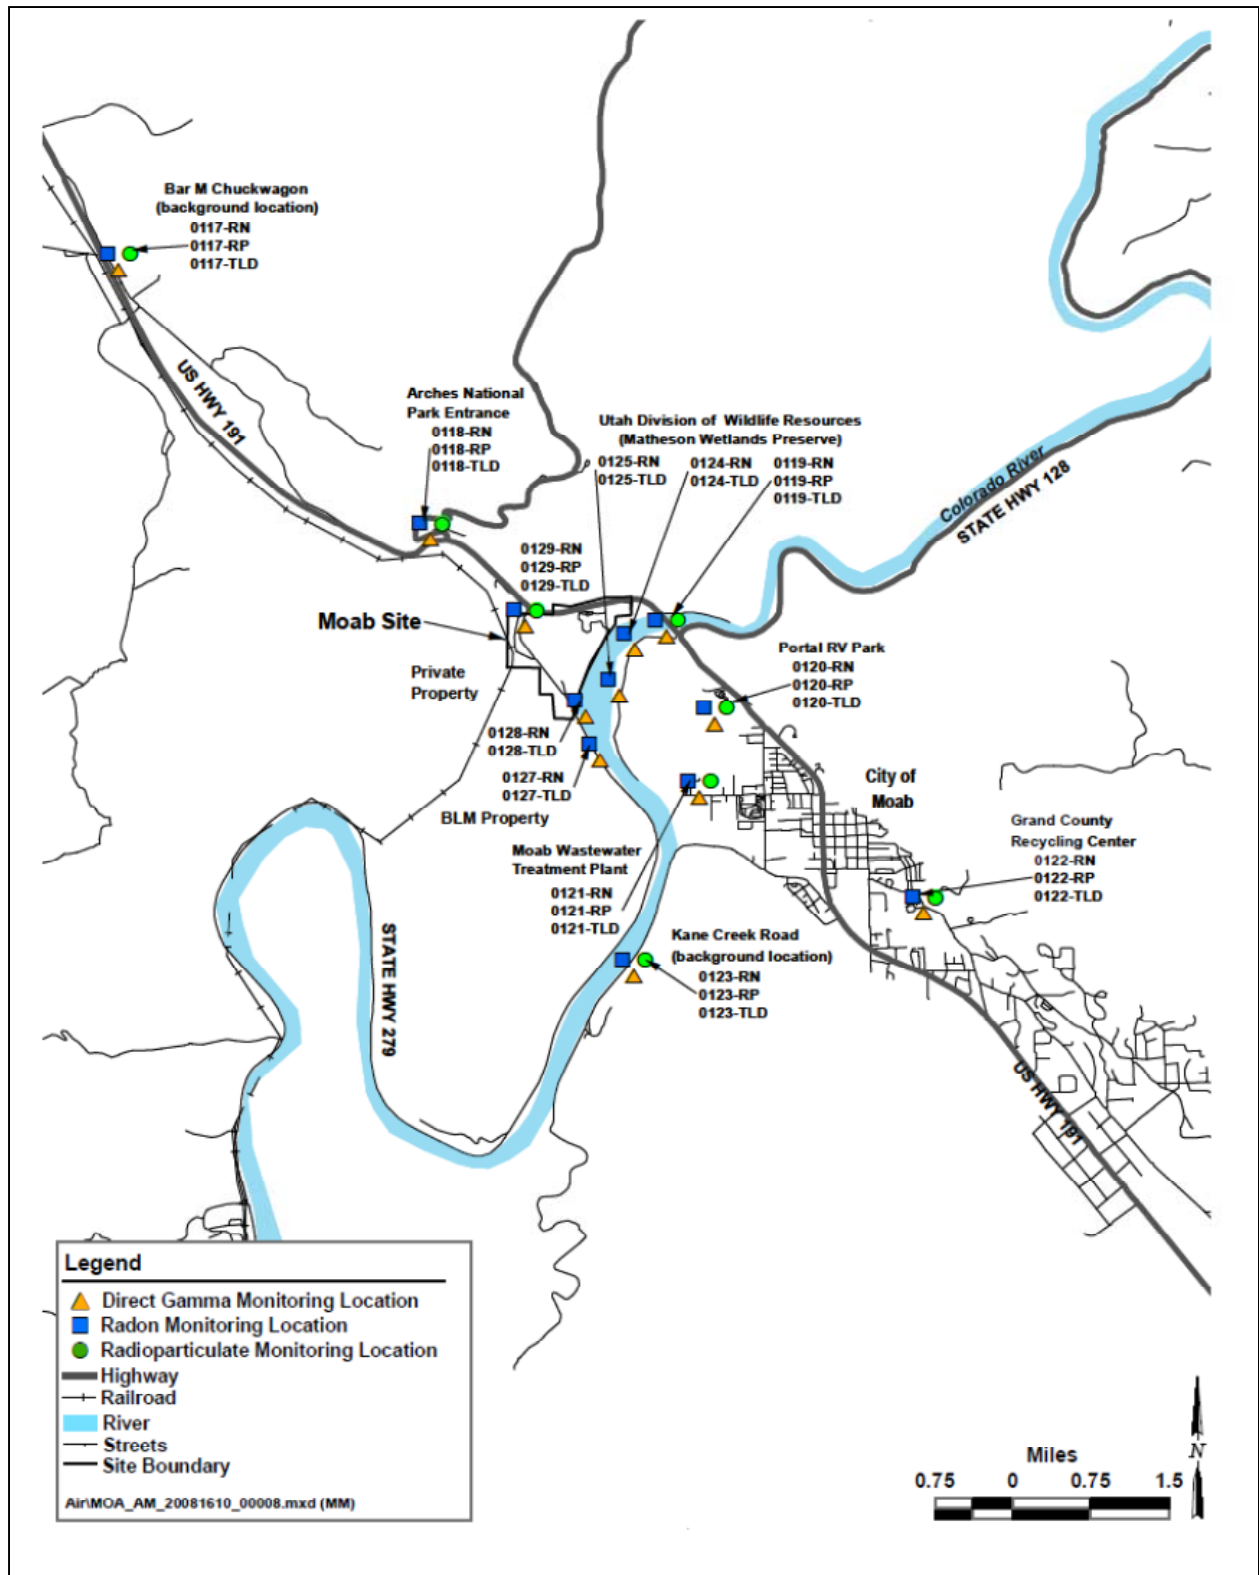 Bar M Chuckwagon
(background location)
0117-RN
0117-RP
0117-TLD
US HWY 191
Arches National
Park Entrance
0118-RN
0118-RP
0118-TLD
Utah Division of Wildlife Resources
(Matheson Wetlands Preserve)
0125-RN
0125-TLD
0124-RN
0124-TLD
0119-RN
0119-RP
0119-TLD
Colorado River
STATE HWY 128
0129-RN
0129-RP
0129-TLD
Moab Site
Private
Property
Portal RV Park
0120-RN
0120-RP
0120-TLD
0128-RN
0128-TLD
0127-RN
0127-TLD
BLM Property
City of
Moab
Moab Wastewater
Treatment Plant
0121-RN
0121-RP
0121-TLD
Grand County
Recycling Center
0122-RN
0122-RP
0122-TLD
Kane Creek Road
(background location)
0123-RN
0123-RP
0123-TLD
STATE HWY 279
US HWY 191
Legend
Direct Gamma Monitoring Location
Radon Monitoring Location
Radioparticulate Monitoring Location
Highway
Railroad
River
Streets
Site Boundary
Air\MOA_AM_20081610_00008.mxd (MM)
Miles
0.75 0 0.75 1.5
N